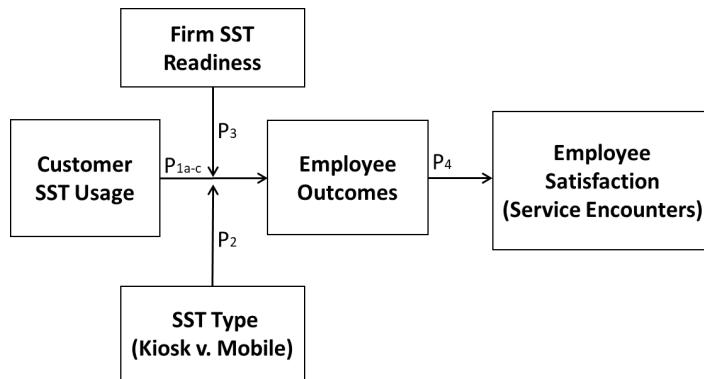 Firm SST
Readiness
P3
Customer
SST Usage
P1a-c
Employee
Outcomes
P4
Employee
Satisfaction
(Service Encounters)
P2
SST Type
(Kiosk v. Mobile)